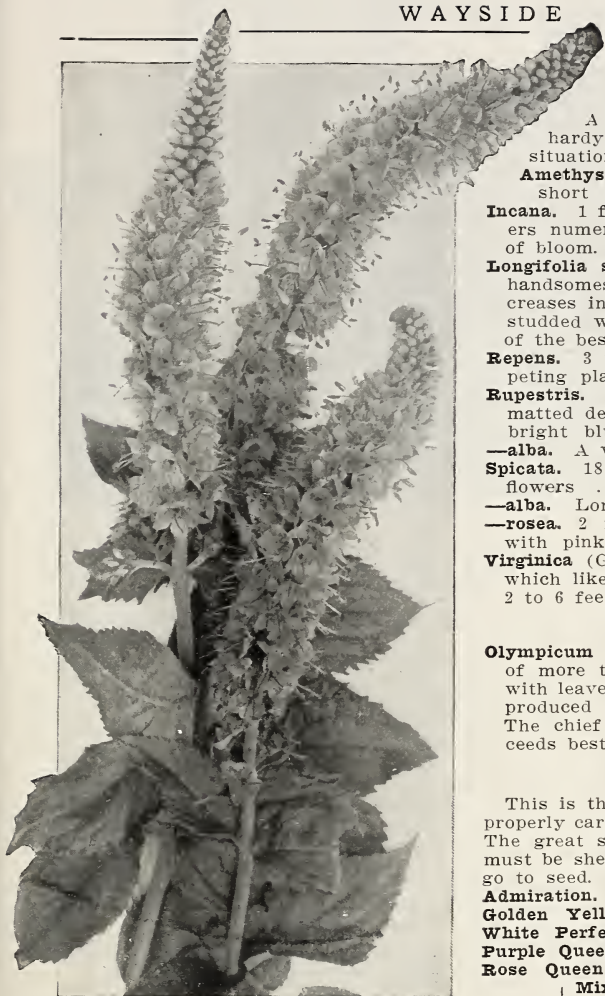 WAYSIDE
A
hardy
situation
Amethys
short
Incana. 1 f
ers numer
of bloom.
Longifolia s
handsomes
creases in
studded w
of the bes
Repens. 3
peting pla
Rupestris.
matted de
bright bl
—alba. A v
Spicata. 18
flowers .
—alba. Lon
—rosea. 2
with pink
Virginica (G
which like
2 to 6 fee
Olympicum
of more t
with leave
produced
The chief
ceeds best
This is th
properly car
The great s
must be she
go to seed.
Admiration.
Golden Yell
White Perfe
Purple Quee
Rose Queen
Mix